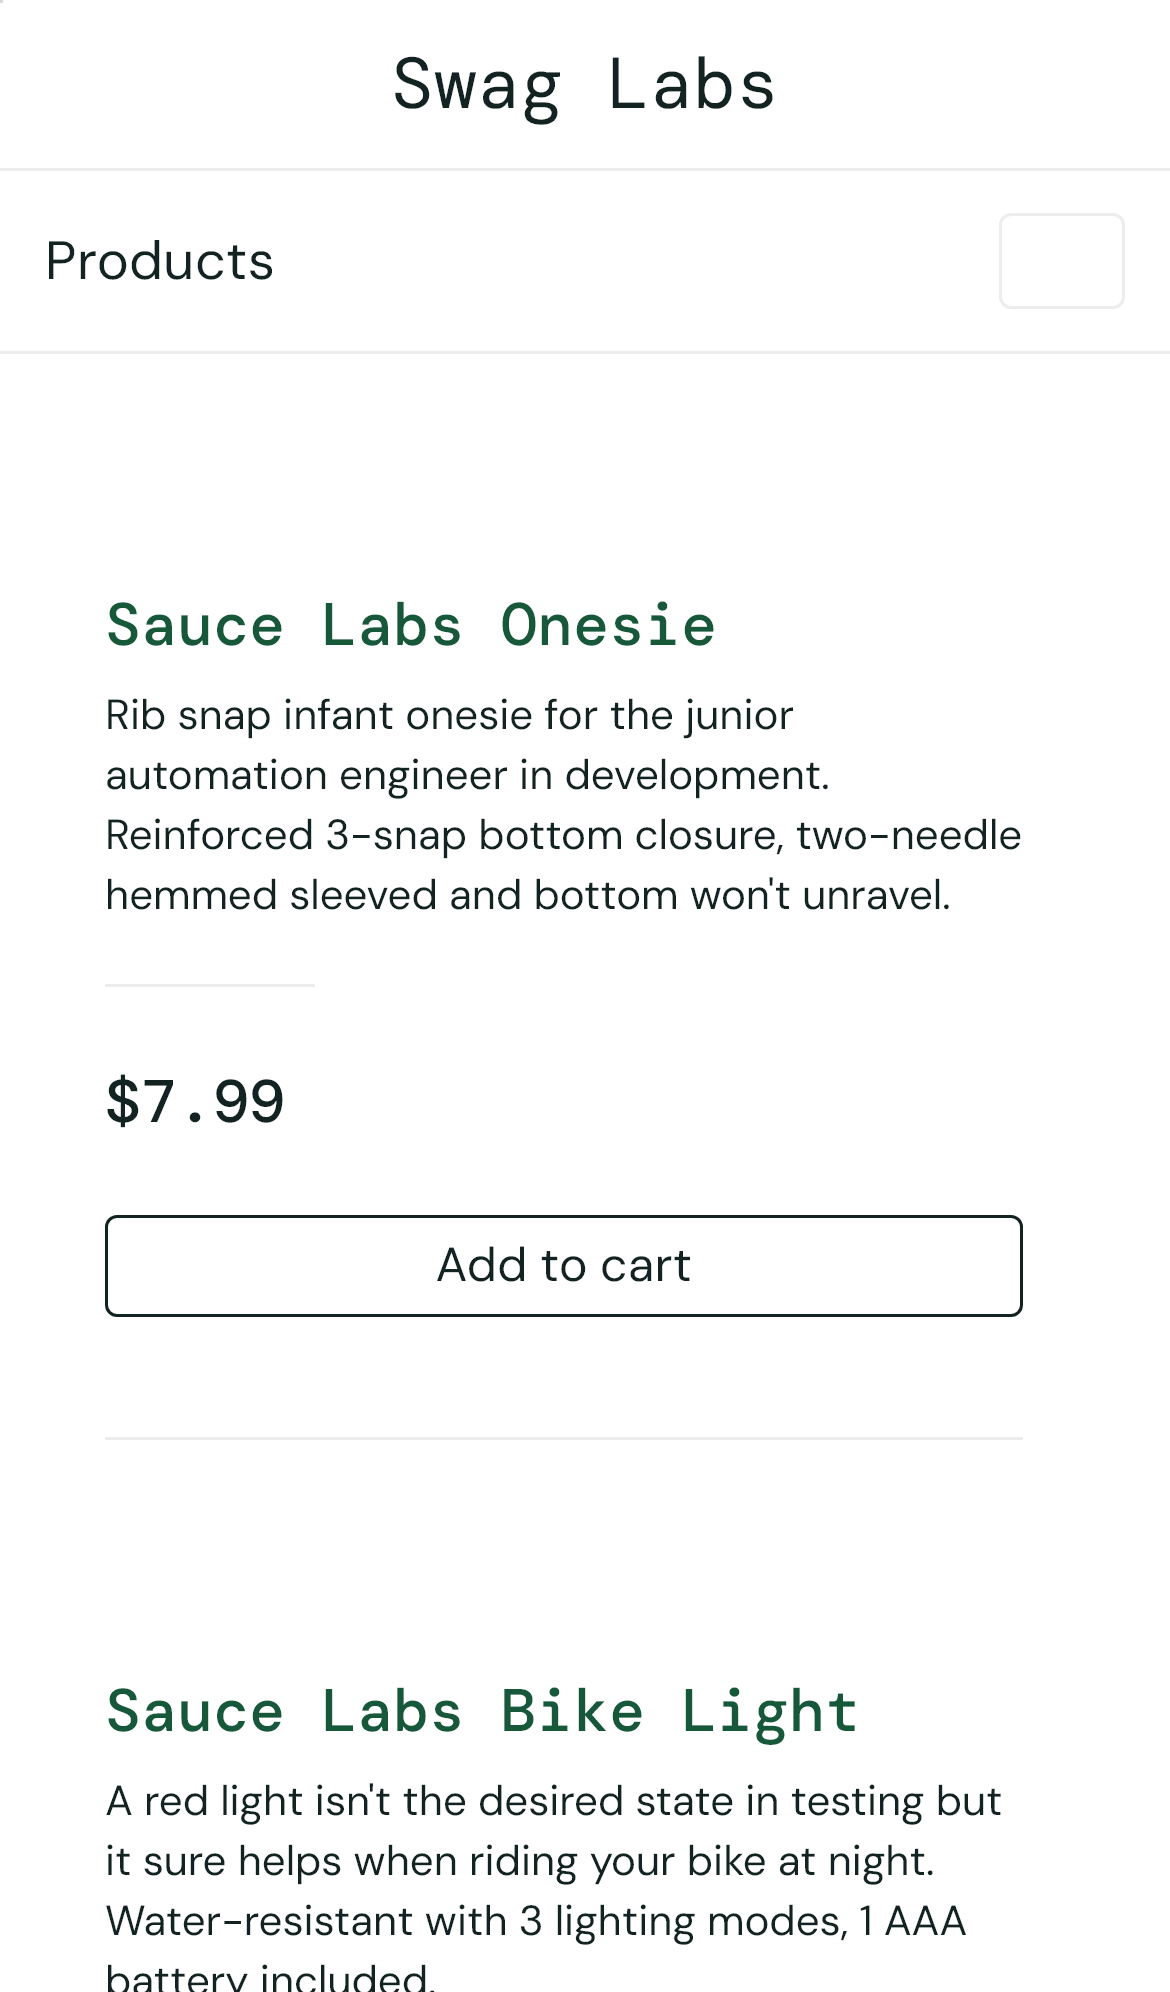 Swag Labs
Products
Sauce Labs Onesie
Rib snap infant onesie for the junior
automation engineer in development.
Reinforced 3-snap bottom closure, two-needle
hemmed sleeved and bottom won't unravel.
$7.99
Add to cart
Sauce Labs Bike Light
A red light isn't the desired state in testing but
it sure helps when riding your bike at night.
Water-resistant with 3 lighting modes, 1 AAA
battery included.